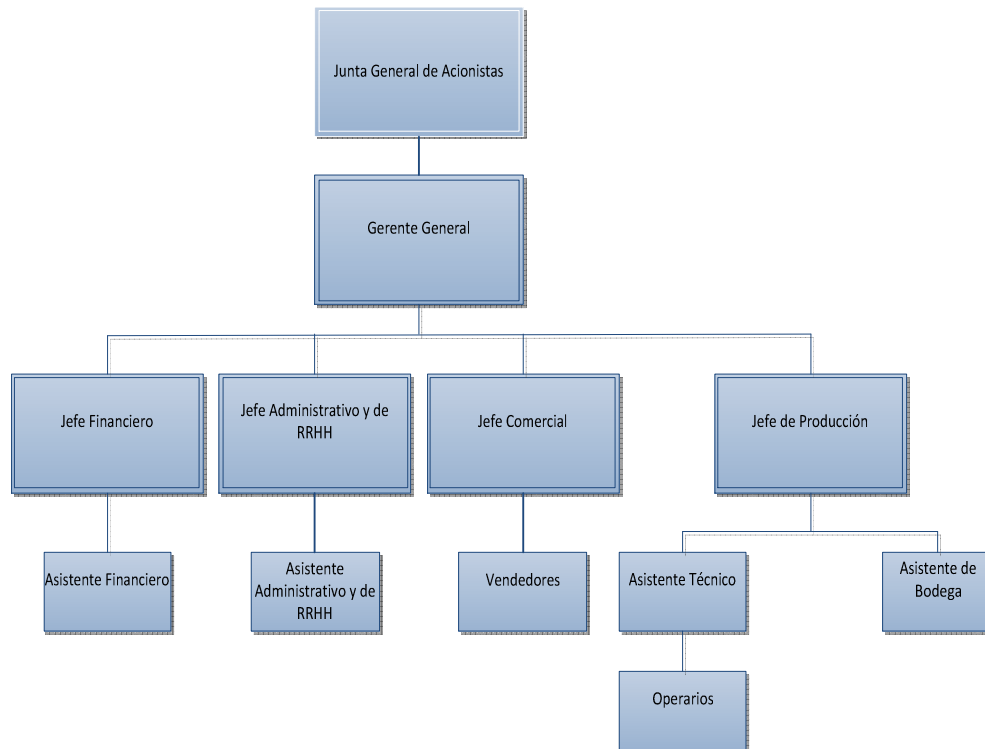 Junta General de Acionistas
Gerente General
Jefe Financiero
Jefe Administrativo y de
RRHH
Jefe Comercial
Jefe de Producción
Asistente Financiero
Asistente
Administrativo y de
RRHH
Vendedores
Asistente Técnico
Asistente de
Bodega
Operarios